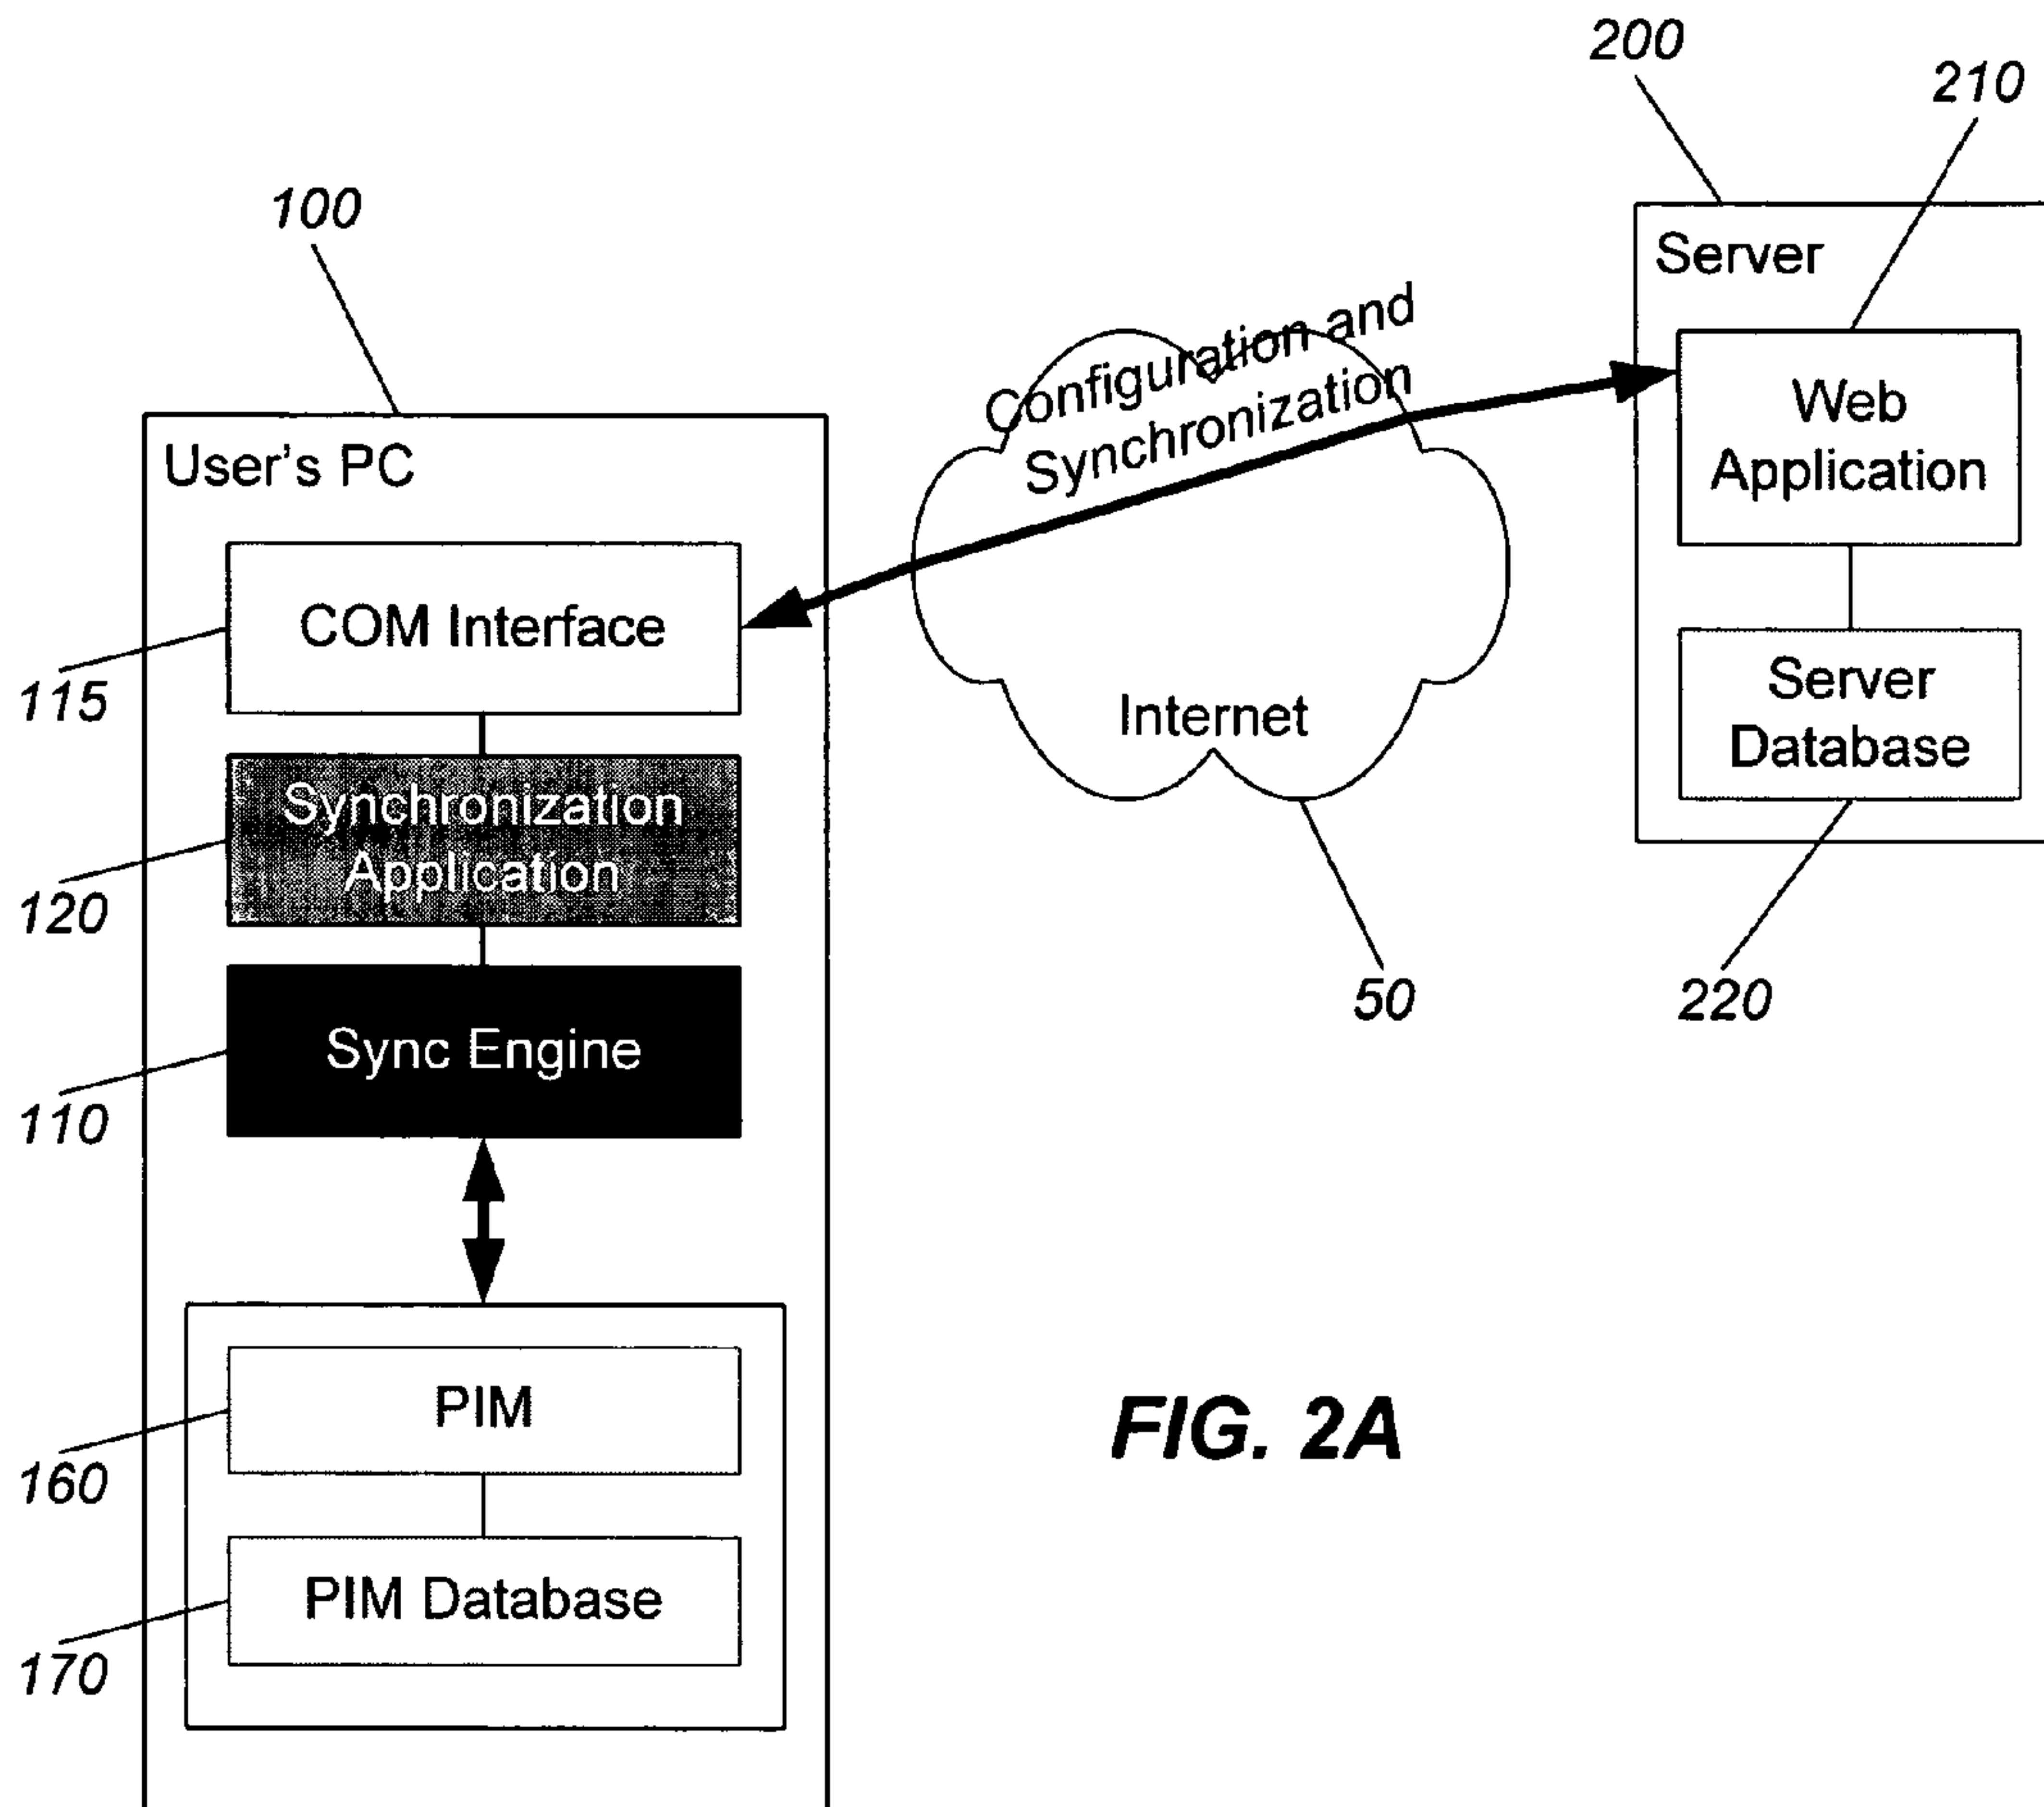 200
210
100
Server
Configuration and
Synchronization
Web
Application
User's PC
COM Interface
115
Internet
Server
Database
Synchronization
Application
120
50
220
Sync Engine
110
PIM
160
FIG. 2A
PIM Database
170